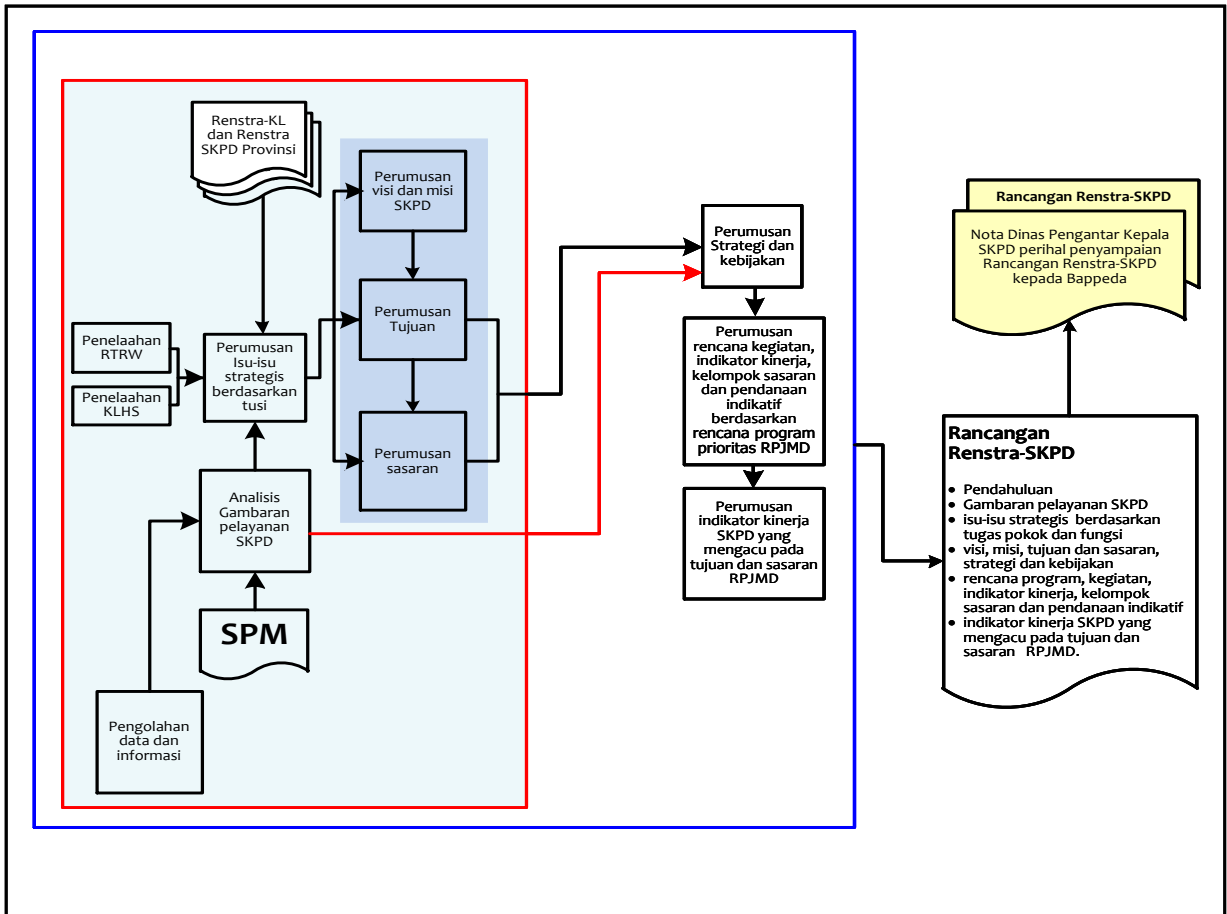 Renstra-KL
dan Renstra
SKPD Provinsi
Perumusan
visi dan misi
SKPD
Perumusan
Tujuan
Perumusan
sasaran
Penelaahan
RTRW
Penelaahan
KLHS
Perumusan
Isu-isu
strategis
berdasarkan
tusi
Analisis
Gambaran
pelayanan
SKPD
SPM
Pengolahan
data dan
informasi
Perumusan
Strategi dan
kebijakan
Perumusan
rencana kegiatan,
indikator kinerja,
kelompok sasaran
dan pendanaan
indikatif
berdasarkan
rencana program
prioritas RPJMD
Perumusan
indikator kinerja
SKPD yang
mengacu pada
tujuan dan sasaran
RPJMD
Rancangan Renstra-SKPD
Nota Dinas Pengantar Kepala
SKPD perihal penyampaian
Rancangan Renstra-SKPD
kepada Bappeda
Rancangan
Renstra-SKPD
• Pendahuluan
• Gambaran pelayanan SKPD
• isu-isu strategis berdasarkan
tugas pokok dan fungsi
• visi, misi, tujuan dan sasaran,
strategi dan kebijakan
• rencana program, kegiatan,
indikator kinerja, kelompok
sasaran dan pendanaan indikatif
• indikator kinerja SKPD yang
mengacu pada tujuan dan
sasaran RPJMD.